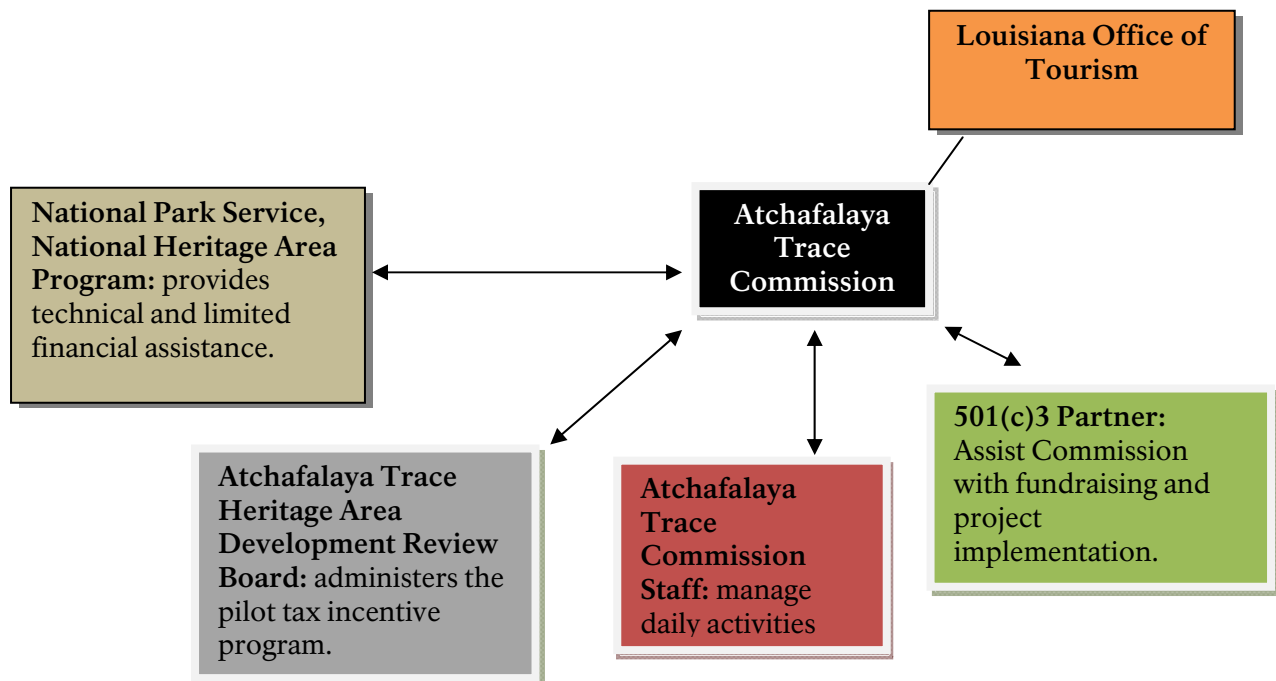 Louisiana Office of
Tourism
National Park Service,
National Heritage Area
Program: provides
technical and limited
financial assistance.
Atchafalaya
Trace
Commission
Atchafalaya Trace
Heritage Area
Development Review
Board: administers the
pilot tax incentive
program.
Atchafalaya
Trace
Commission
Staff: manage
daily activities
501(c)3 Partner:
Assist Commission
with fundraising and
project
implementation.